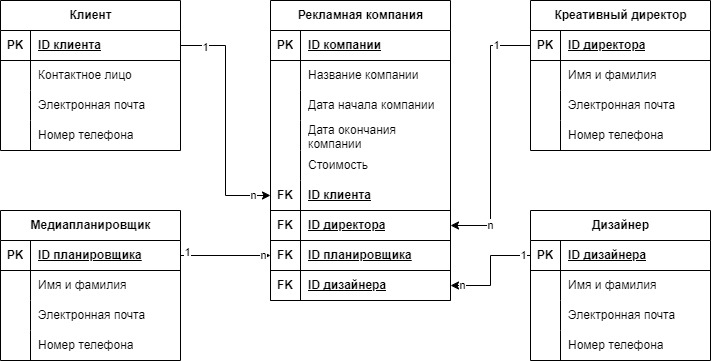 Клиент
PK ID клиента
Контактное лицо
Электронная почта
Номер телефона
1
n
Рекламная компания
PK ID компании
Название компании
Дата начала компании
Дата окончания
компании
Стоимость
FK ID клиента
FK ID директора
FK ID планировщика
FK ID дизайнера
Креативный директор
PK ID директора
Имя и фамилия
Электронная почта
Номер телефона
1
n
Медиапланировщик
PK ID планировщика
Имя и фамилия
Электронная почта
Номер телефона
1
n
Дизайнер
PK ID дизайнера
Имя и фамилия
Электронная почта
Номер телефона
1
n